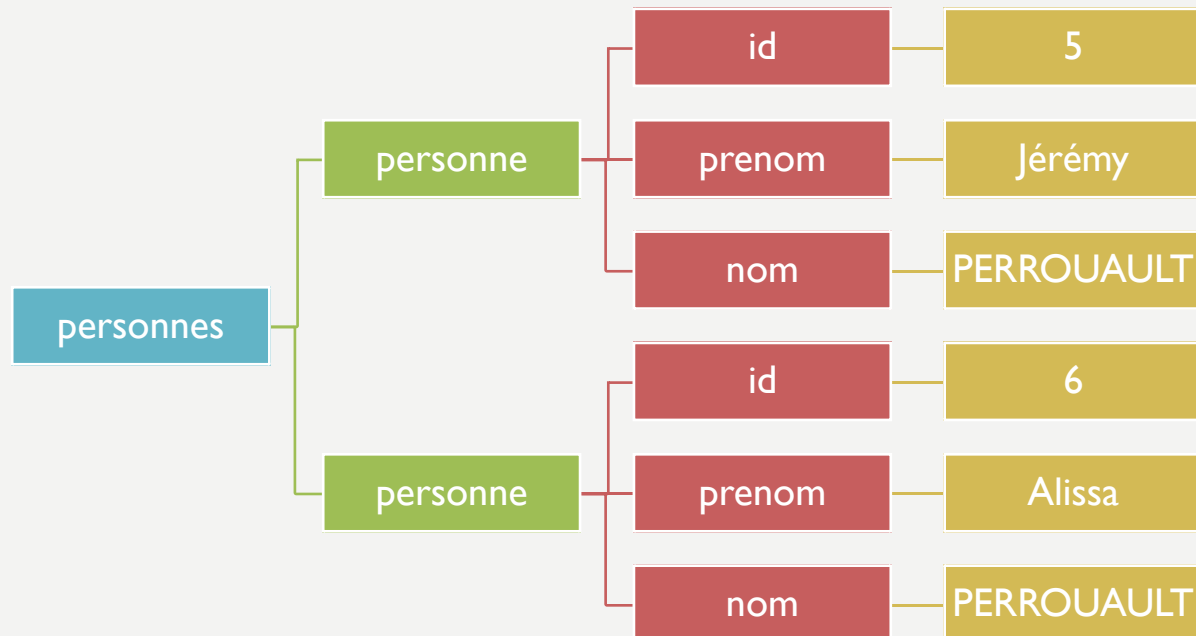 personnes
personne
id
5
prenom
Jérémy
nom
PERROUAULT
personne
id
6
prenom
Alissa
nom
PERROUAULT